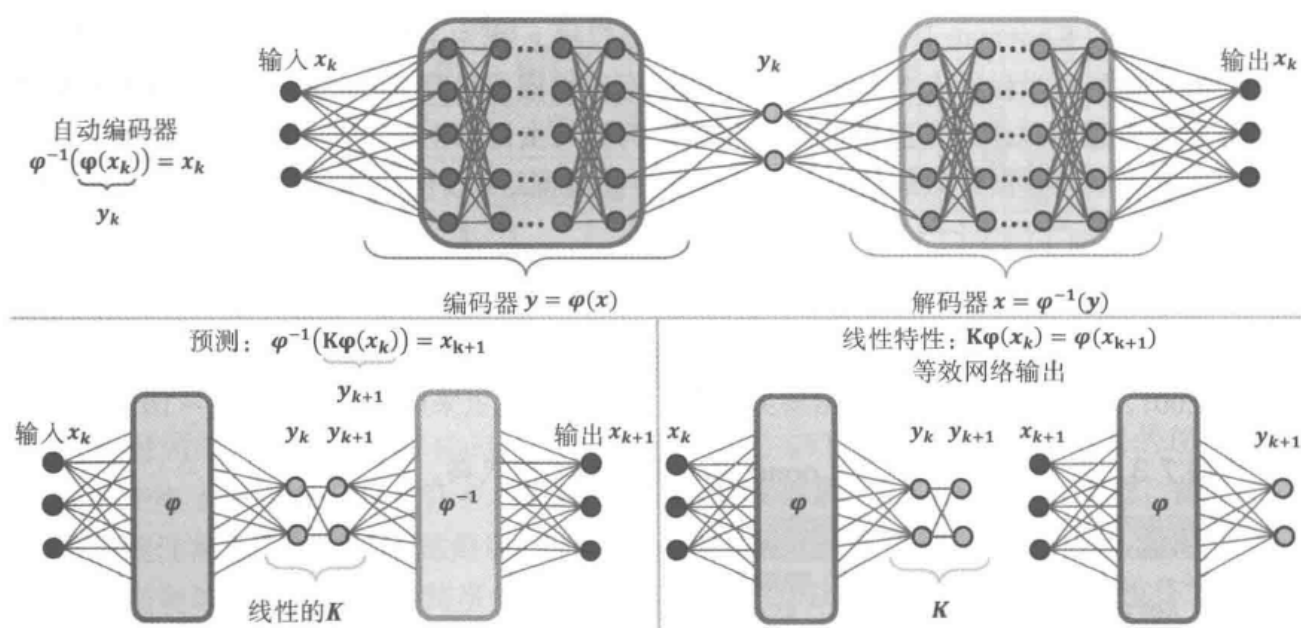 输入 x_k
y_k
输出 x_k
自动编码器
φ⁻¹(φ(x_k)) = x_k
y_k
编码器 y = φ(x)
解码器 x = φ⁻¹(y)
预测： φ⁻¹(Kφ(x_k)) = x_{k+1}
y_{k+1}
输入 x_k
y_k y_{k+1}
输出 x_{k+1}
φ
φ⁻¹
线性的K
线性特性：Kφ(x_k) = φ(x_{k+1})
等效网络输出
x_k
y_k y_{k+1}
x_{k+1}
y_{k+1}
φ
φ
K